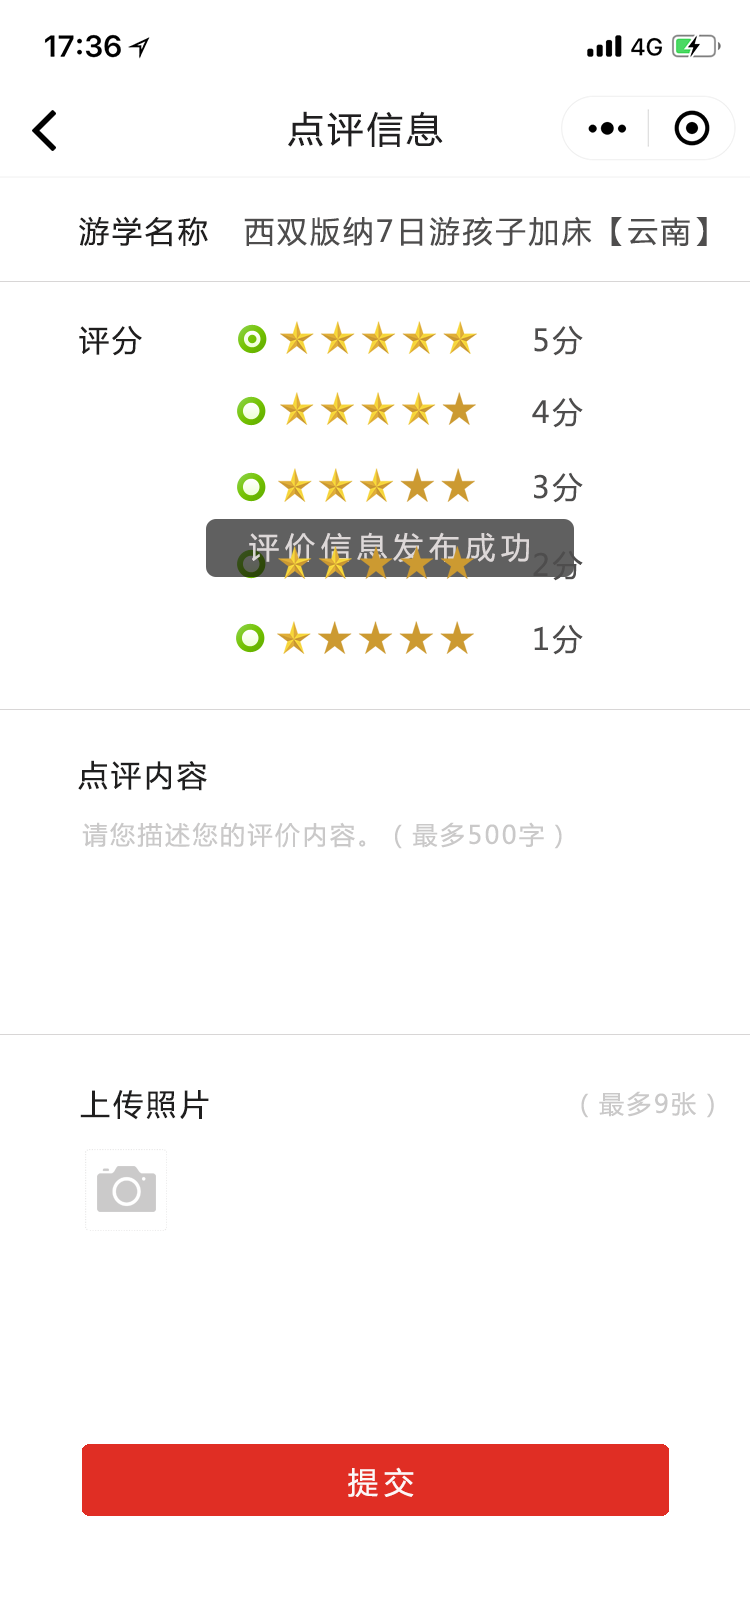 17:36 4G
点评信息
游学名称 西双版纳7日游孩子加床【云南】
评分 5分
4分
3分
评价信息发布成功
2分
1分
点评内容
请您描述您的评价内容。（最多500字）
上传照片 （最多9张）
提交